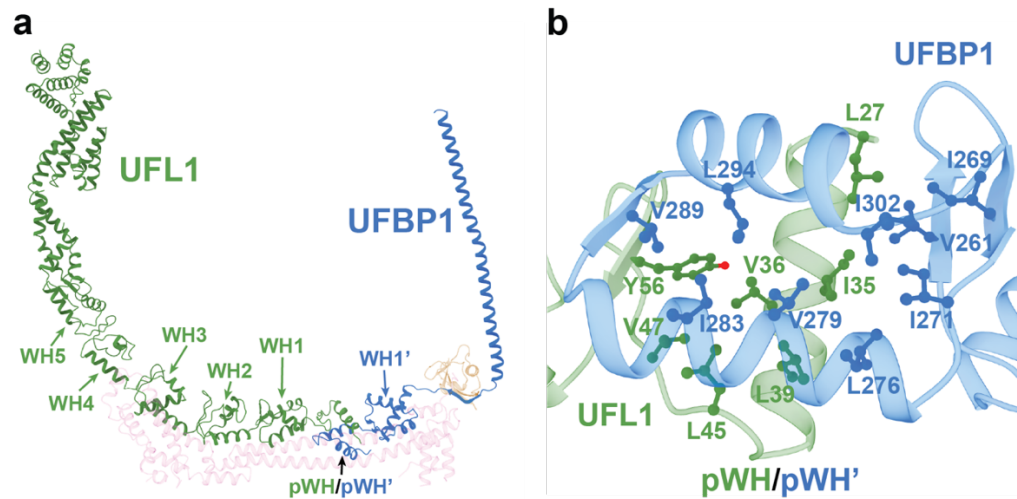 a
UFL1
UFBP1
WH5
WH4
WH3
WH2
WH1
WH1’
pWH/pWH’
b
UFBP1
L27
I269
L294
I302
V289
V261
Y56
V36
I35
I271
V47
I283
V279
L276
L39
UFL1
L45
pWH/pWH’